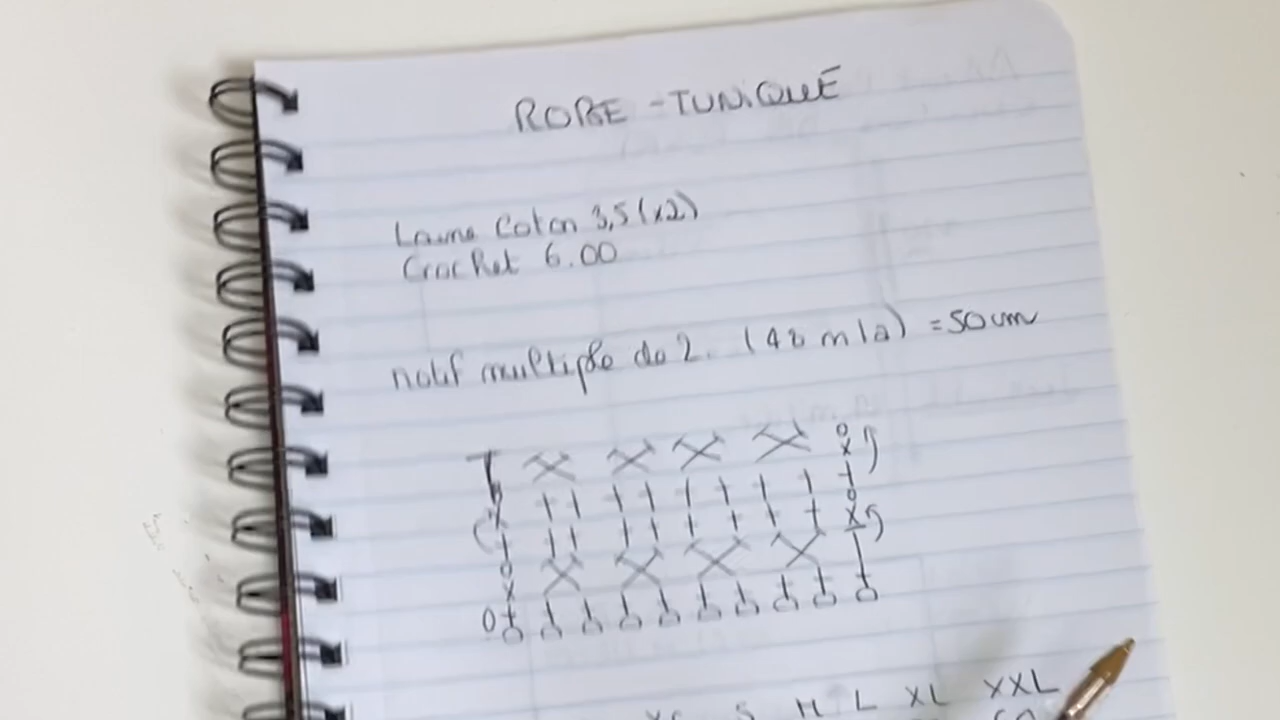 ROBE - TUNIQUE
Laine Coton 3,5 (x2)
Crochet 6.00
motif multiple de 2. (48 mla) = 50 cm
XS S M L XL XXL